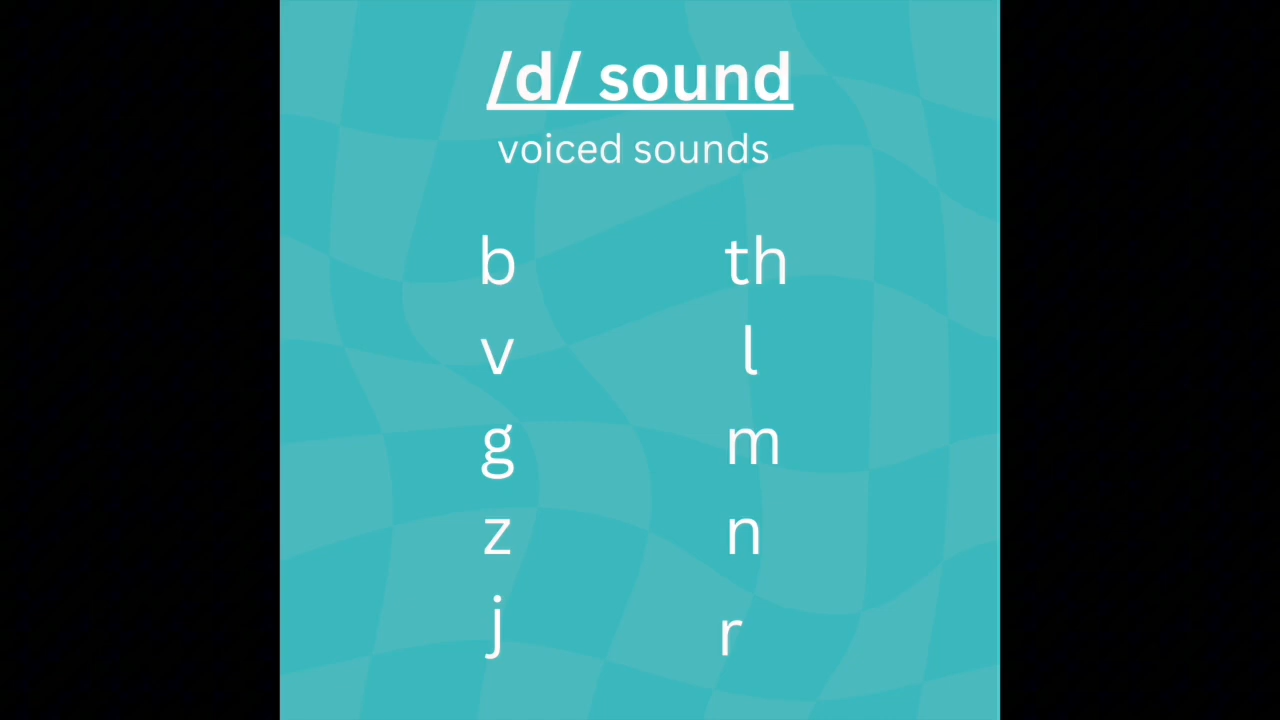 /d/ sound
voiced sounds
b th
v l
g m
z n
j r